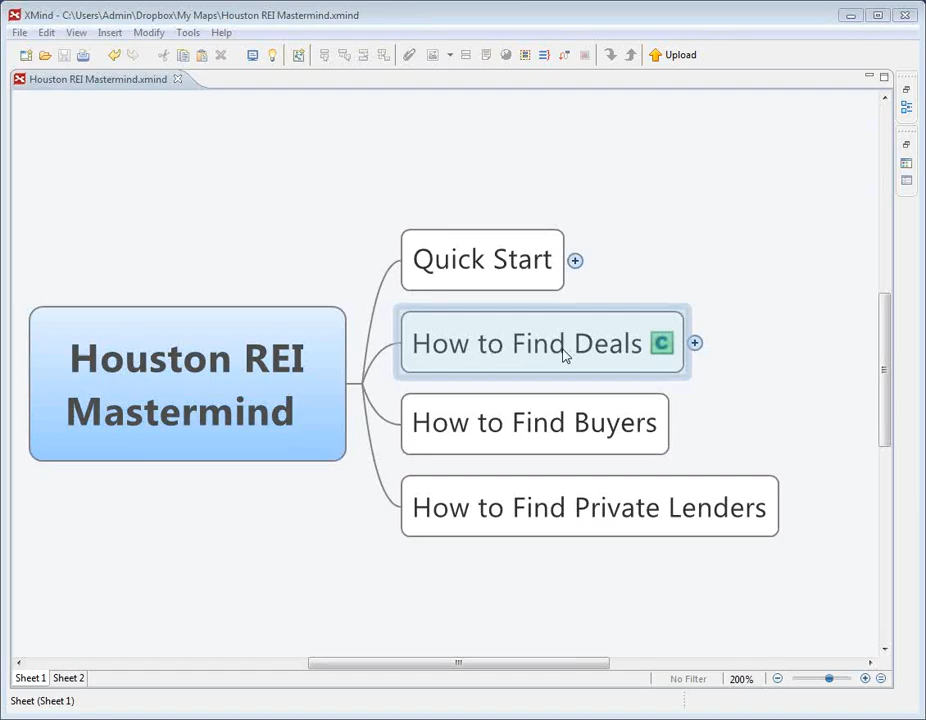 XMind - C:\Users\Admin\Dropbox\My Maps\Houston REI Mastermind.xmind
File Edit View Insert Modify Tools Help
Upload
Houston REI Mastermind.xmind
Quick Start
How to Find Deals C
How to Find Buyers
How to Find Private Lenders
Houston REI
Mastermind
Sheet 1 Sheet 2
No Filter 200%
Sheet (Sheet 1)